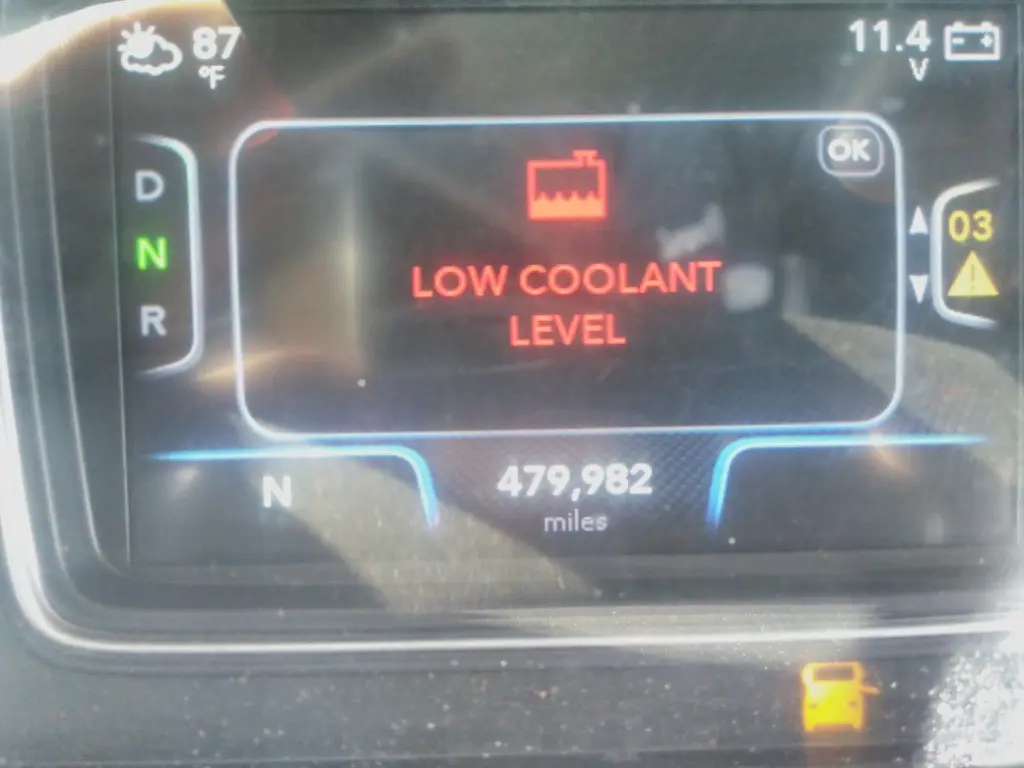 87
°F
11.4
V
OK
D
N
R
LOW COOLANT
LEVEL
03
N
479,982
miles